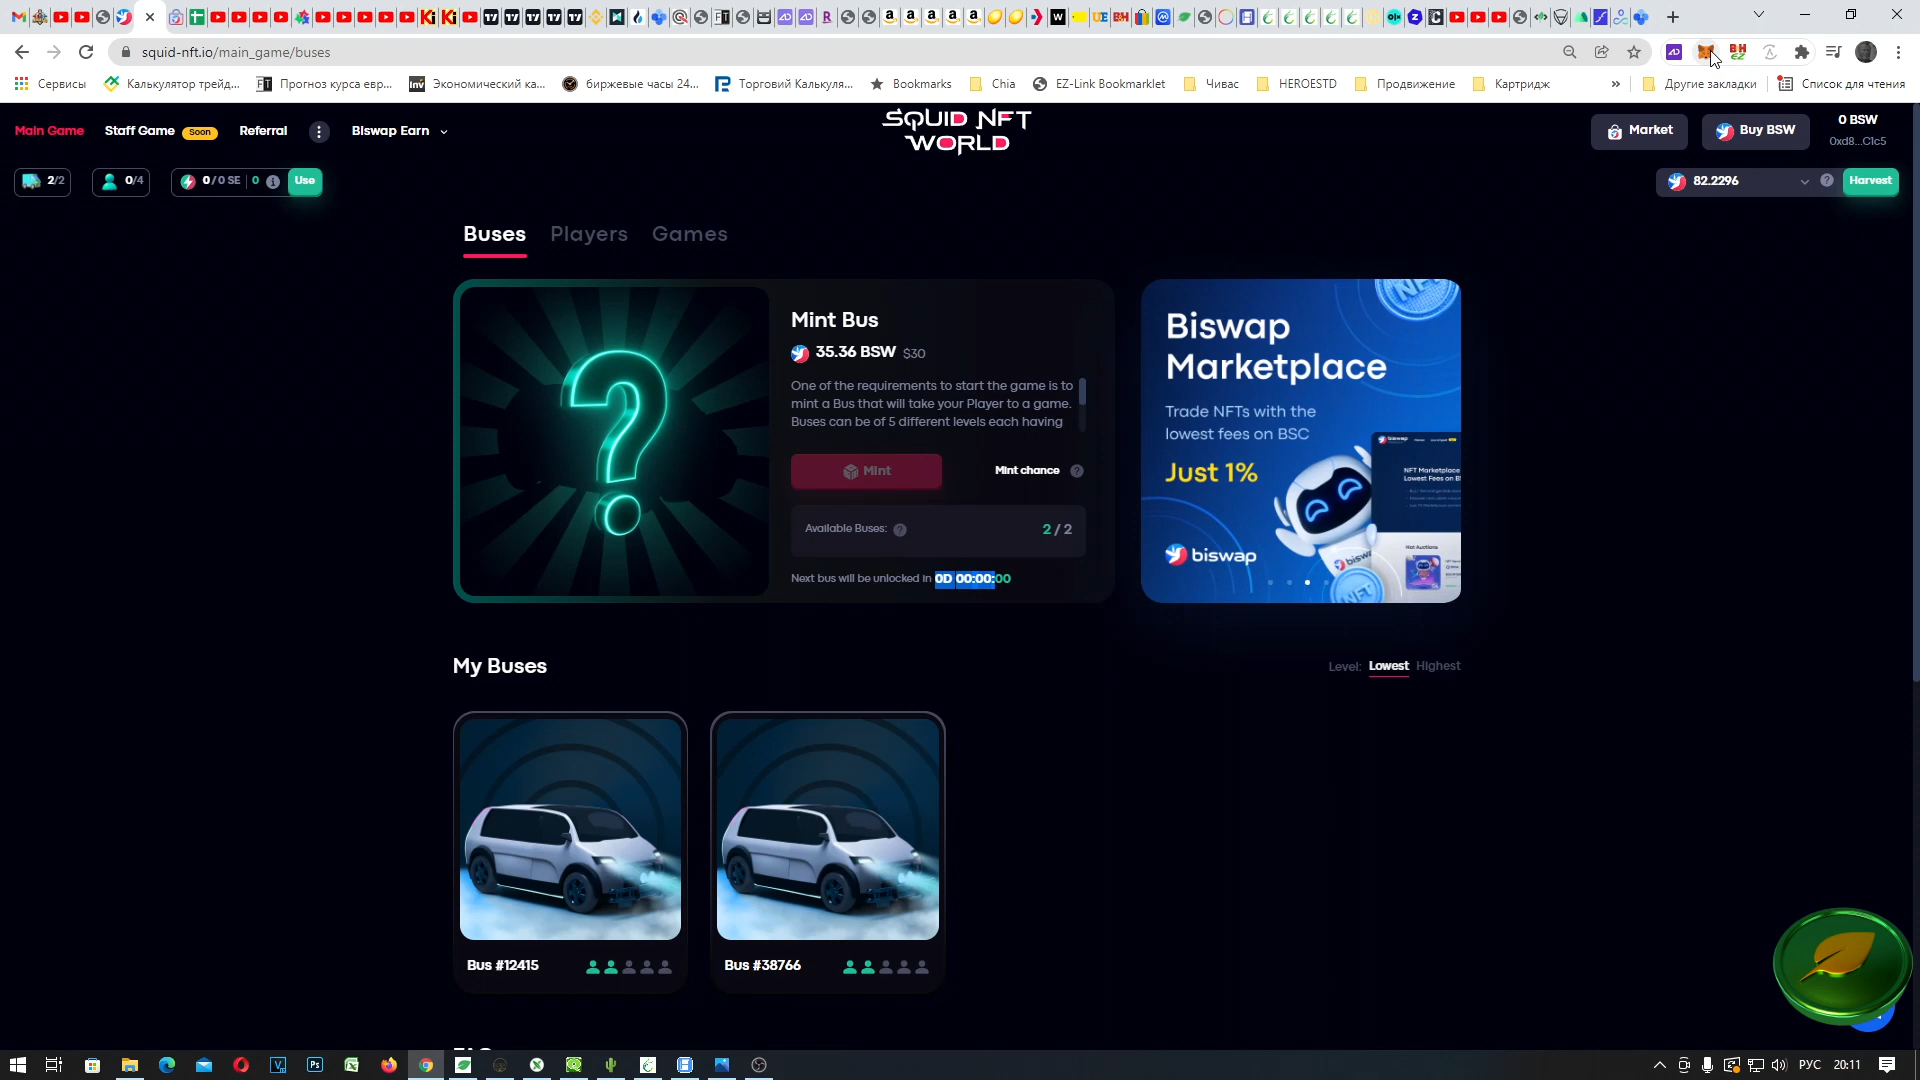 squid-nft.io/main_game/buses
Сервисы
Калькулятор трейд...
Прогноз курса евр...
Экономический ка...
биржевые часы 24...
Торговий Калькуля...
Bookmarks
Chia
EZ-Link Bookmarklet
Чивас
HEROESTD
Продвижение
Картридж
»
Другие закладки
Список для чтения
Main Game
Staff Game
Soon
Referral
Biswap Earn
SQUID NFT
WORLD
Market
Buy BSW
0 BSW
0xd8...C1c5
2/2
0/4
0/0 SE
0
Use
82.2296
Harvest
Buses
Players
Games
Mint Bus
35.36 BSW $30
One of the requirements to start the game is to
mint a Bus that will take your Player to a game.
Buses can be of 5 different levels each having
Mint
Mint chance
Available Buses:
2 / 2
Next bus will be unlocked in 0D 00:00:00
Biswap
Marketplace
Trade NFTs with the
lowest fees on BSC
Just 1%
biswap
My Buses
Level: Lowest Highest
Bus #12415
Bus #38766
РУС
20:11